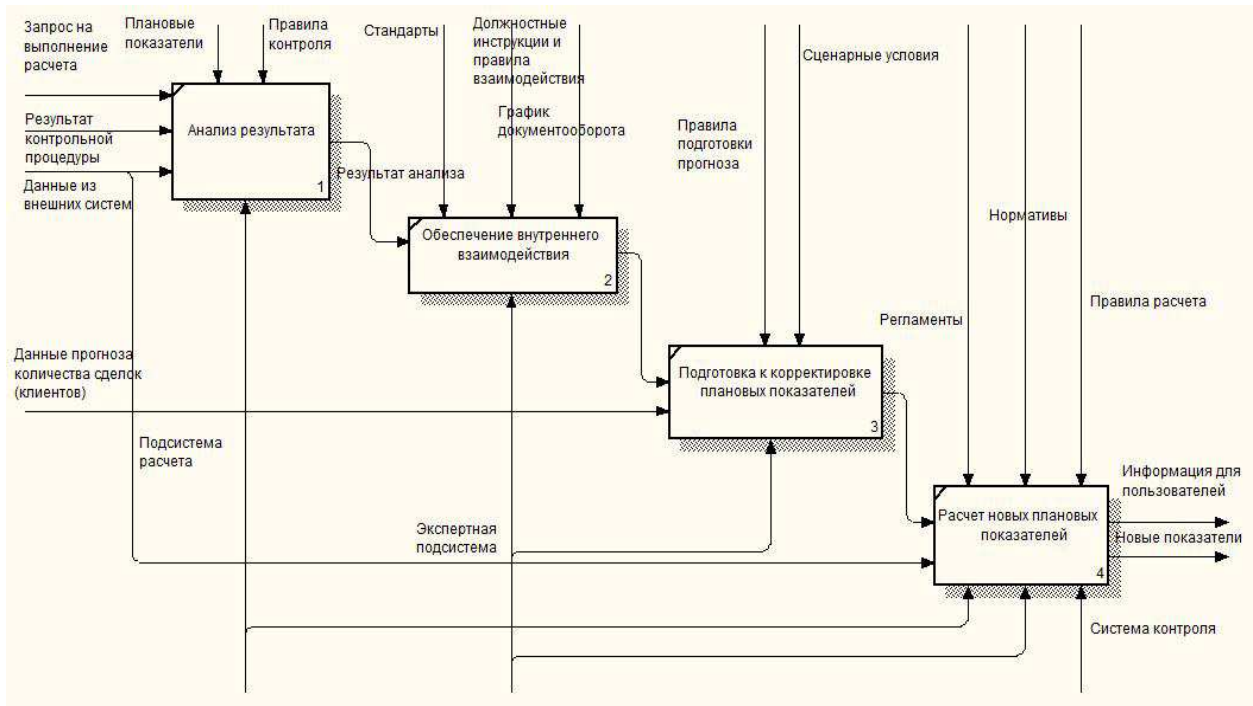 Запрос на
выполнение
расчета
Плановые
показатели
Правила
контроля
Стандарты
Должностные
инструкции и
правила
взаимодействия
График
документооборота
Сценарные условия
Правила
подготовки
прогноза
Результат
контрольной
процедуры
Данные из
внешних систем
Анализ результата
1
Результат анализа
Обеспечение внутреннего
взаимодействия
2
Нормативы
Регламенты
Правила расчета
Данные прогноза
количества сделок
(клиентов)
Подготовка к корректировке
плановых показателей
3
Подсистема
расчета
Экспертная
подсистема
Расчет новых плановых
показателей
4
Информация для
пользователей
Новые показатели
Система контроля